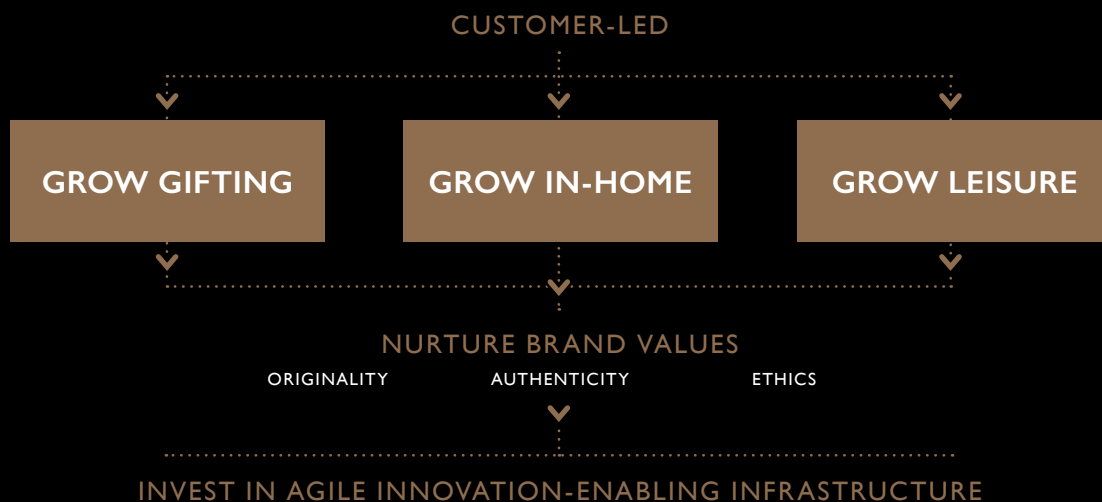 CUSTOMER-LED
GROW GIFTING
GROW IN-HOME
GROW LEISURE
NURTURE BRAND VALUES
ORIGINALITY
AUTHENTICITY
ETHICS
INVEST IN AGILE INNOVATION-ENABLING INFRASTRUCTURE